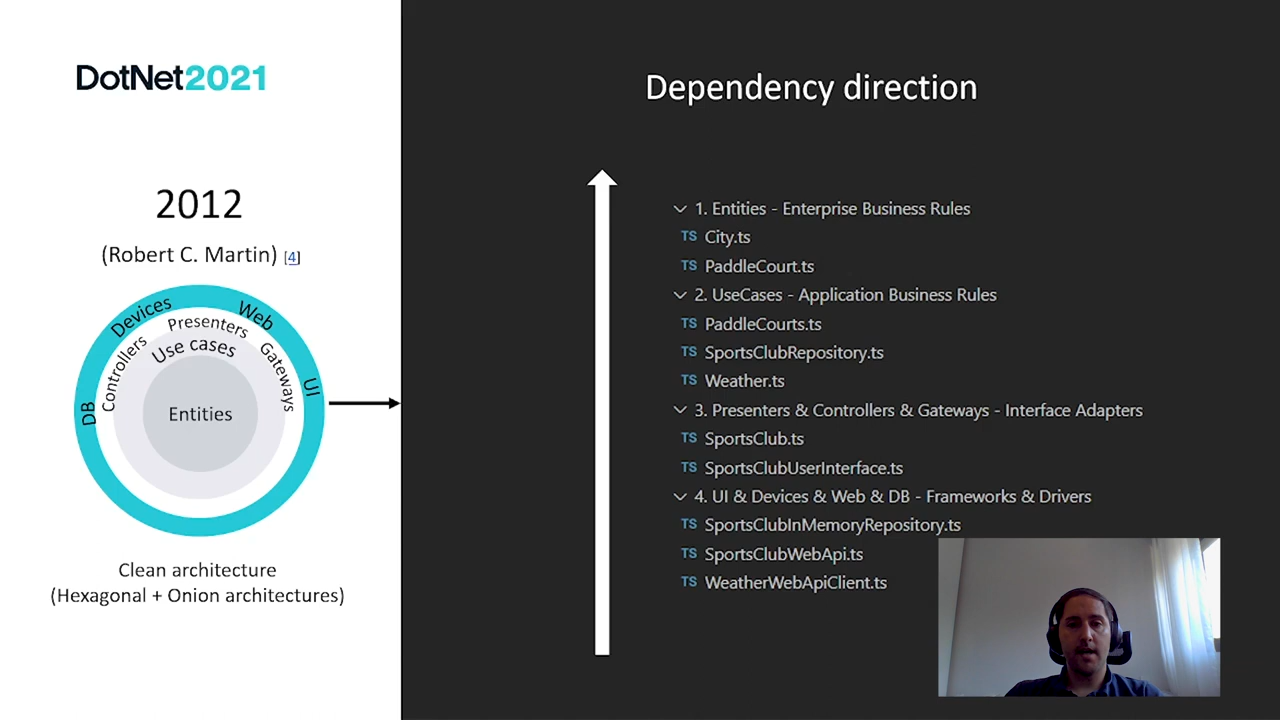 DotNet2021
2012
(Robert C. Martin) [4]
Devices
Web
Presenters
Controllers
Use cases
Gateways
UI
DB
Entities
Clean architecture
(Hexagonal + Onion architectures)
Dependency direction
1. Entities - Enterprise Business Rules
TS City.ts
TS PaddleCourt.ts
2. UseCases - Application Business Rules
TS PaddleCourts.ts
TS SportsClubRepository.ts
TS Weather.ts
3. Presenters & Controllers & Gateways - Interface Adapters
TS SportsClub.ts
TS SportsClubUserInterface.ts
4. UI & Devices & Web & DB - Frameworks & Drivers
TS SportsClubInMemoryRepository.ts
TS SportsClubWebApi.ts
TS WeatherWebApiClient.ts